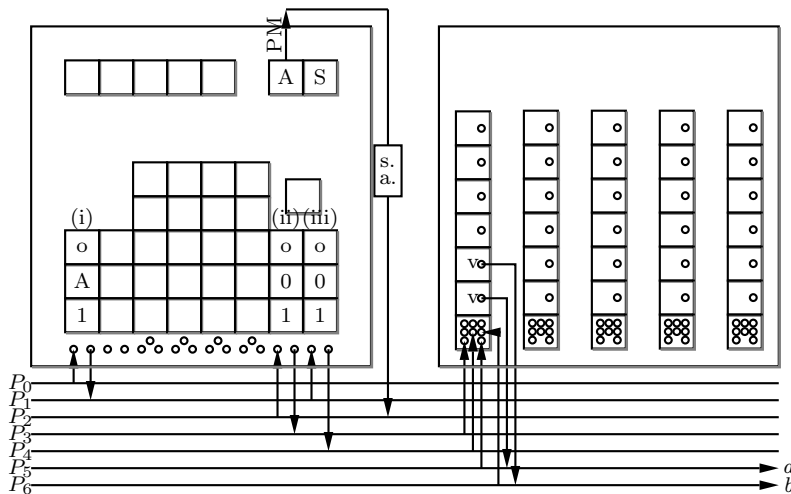 PM
A S
s.
a.
(i) (ii) (iii)
o o o
A 0 0
1 1 1
v
v
P₀
P₁
P₂
P₃
P₄
P₅ a
P₆ b